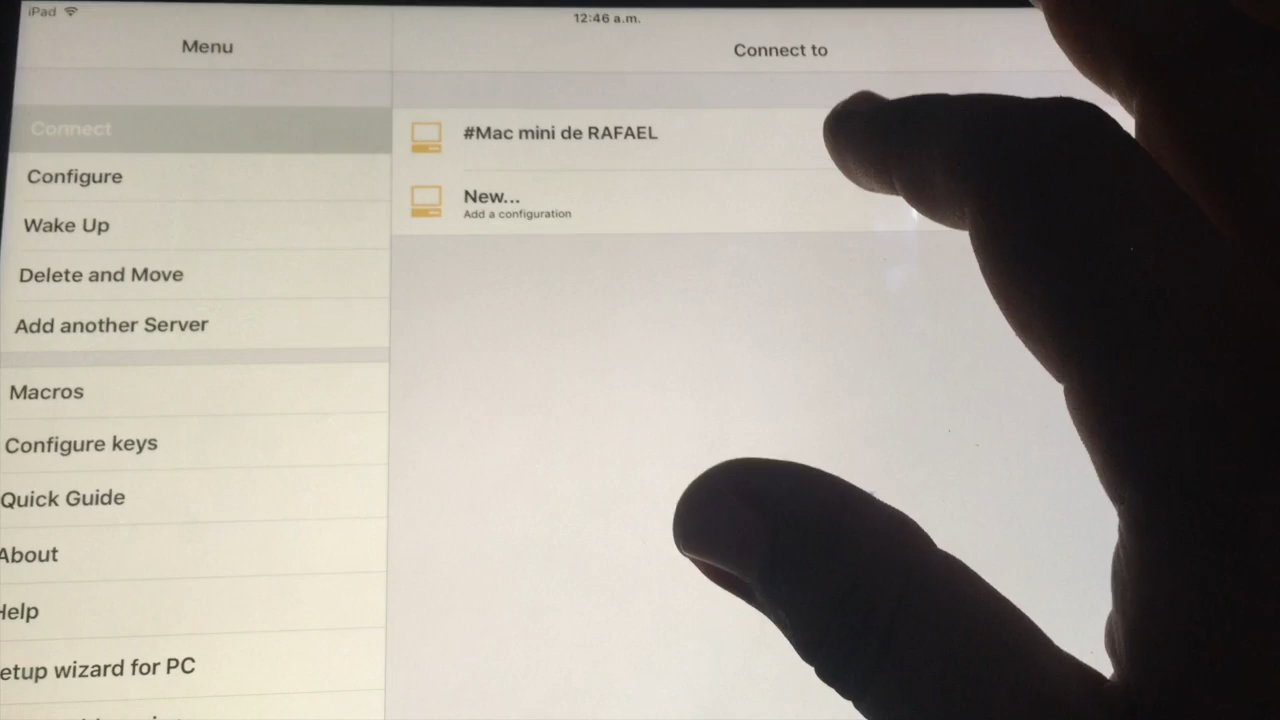 iPad
12:46 a.m.
Menu
Connect to
Connect
Configure
Wake Up
Delete and Move
Add another Server
Macros
Configure keys
Quick Guide
About
Help
etup wizard for PC
#Mac mini de RAFAEL
New...
Add a configuration